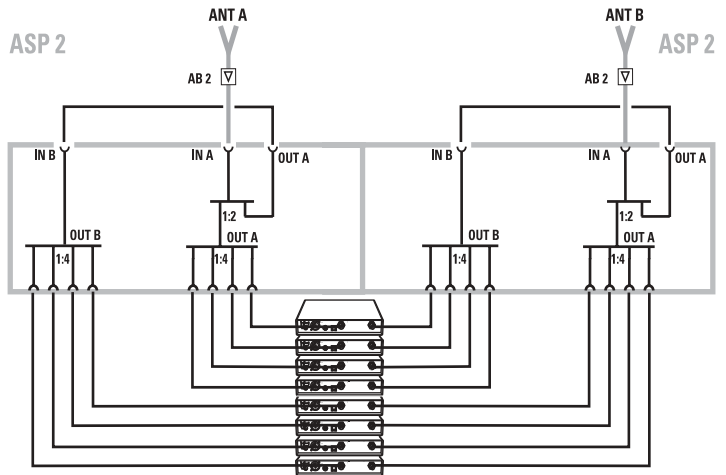 ANT A
ANT B
ASP 2
ASP 2
AB 2
AB 2
IN B
IN A
OUT A
IN B
IN A
OUT A
1:2
1:2
OUT B
OUT A
OUT B
OUT A
1:4
1:4
1:4
1:4